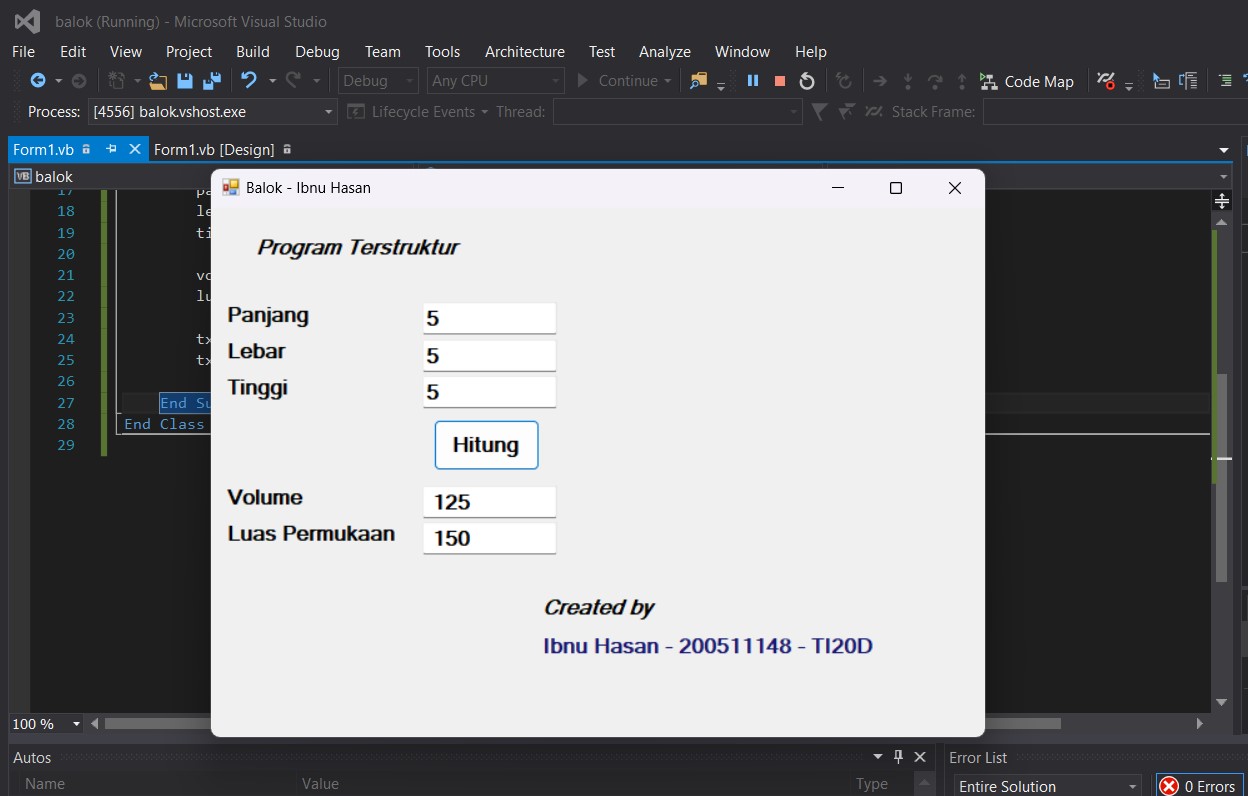 balok (Running) - Microsoft Visual Studio
File Edit View Project Build Debug Team Tools Architecture Test Analyze Window Help
Debug Any CPU Continue Code Map
Process: [4556] balok.vshost.exe Lifecycle Events Thread: Stack Frame:
Form1.vb Form1.vb [Design]
VB balok
Balok - Ibnu Hasan
Program Terstruktur
Panjang 5
Lebar 5
Tinggi 5
Hitung
Volume 125
Luas Permukaan 150
Created by
Ibnu Hasan - 200511148 - TI20D
17 pa
18 le
19 ti
20
21 vo
22 lu
23
24 tx
25 tx
26
27 End Su
28 End Class
29
100 %
Autos
Name Value Type
Error List
Entire Solution 0 Errors